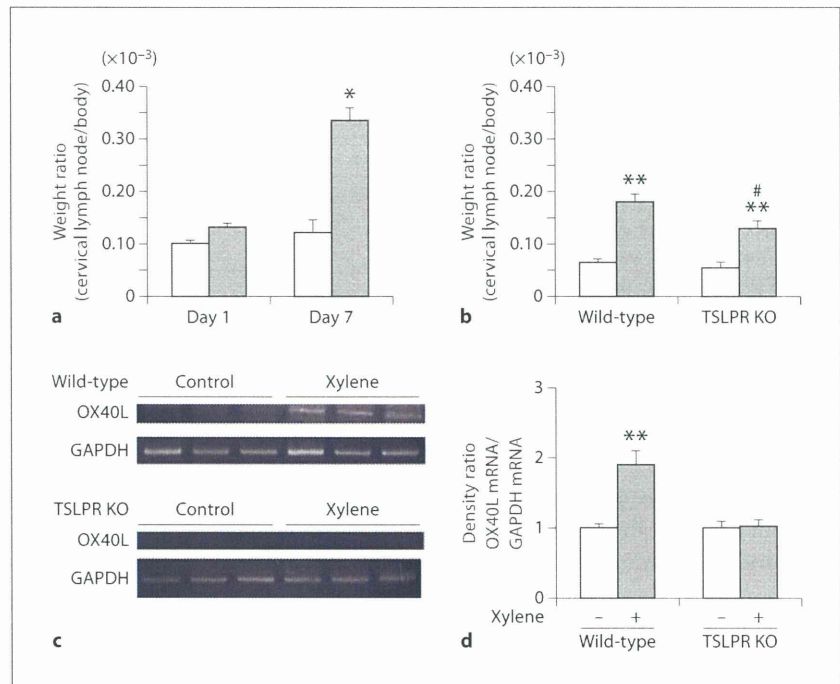 (×10⁻³)
0.40
0.30
0.20
0.10
0
Weight ratio
(cervical lymph node/body)
*
Day 1
Day 7
a
(×10⁻³)
0.40
0.30
0.20
0.10
0
Weight ratio
(cervical lymph node/body)
**
#
**
Wild-type
TSLPR KO
b
Wild-type
Control
Xylene
OX40L
GAPDH
TSLPR KO
Control
Xylene
OX40L
GAPDH
c
3
2
1
0
Density ratio
OX40L mRNA/
GAPDH mRNA
**
Xylene – + – +
Wild-type
TSLPR KO
d